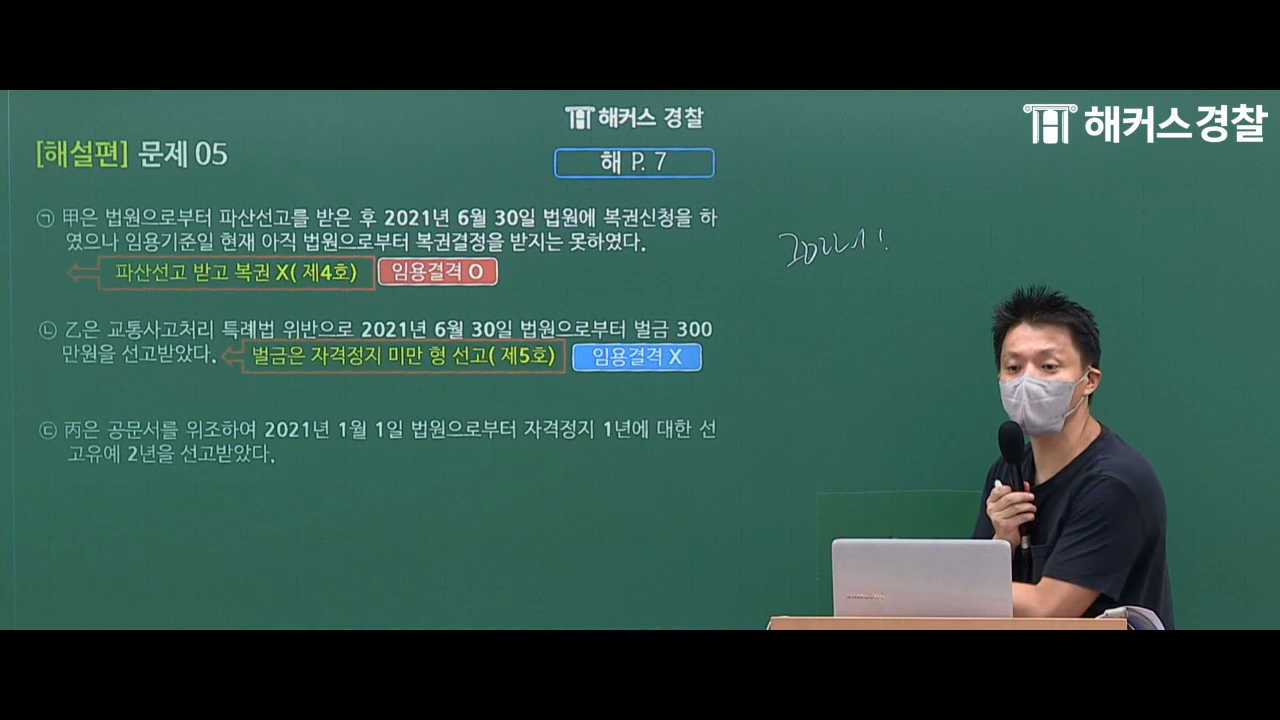 해커스 경찰
해커스경찰
[해설편] 문제 05
해 P. 7
㉠ 甲은 법원으로부터 파산선고를 받은 후 2021년 6월 30일 법원에 복권신청을 하
였으나 임용기준일 현재 아직 법원으로부터 복권결정을 받지는 못하였다.
파산선고 받고 복권 X( 제4호) 임용결격 O
2022.1.1.
㉡ 乙은 교통사고처리 특례법 위반으로 2021년 6월 30일 법원으로부터 벌금 300
만원을 선고받았다. 벌금은 자격정지 미만 형 선고( 제5호) 임용결격 X
㉢ 丙은 공문서를 위조하여 2021년 1월 1일 법원으로부터 자격정지 1년에 대한 선
고유예 2년을 선고받았다.
SAMSUNG